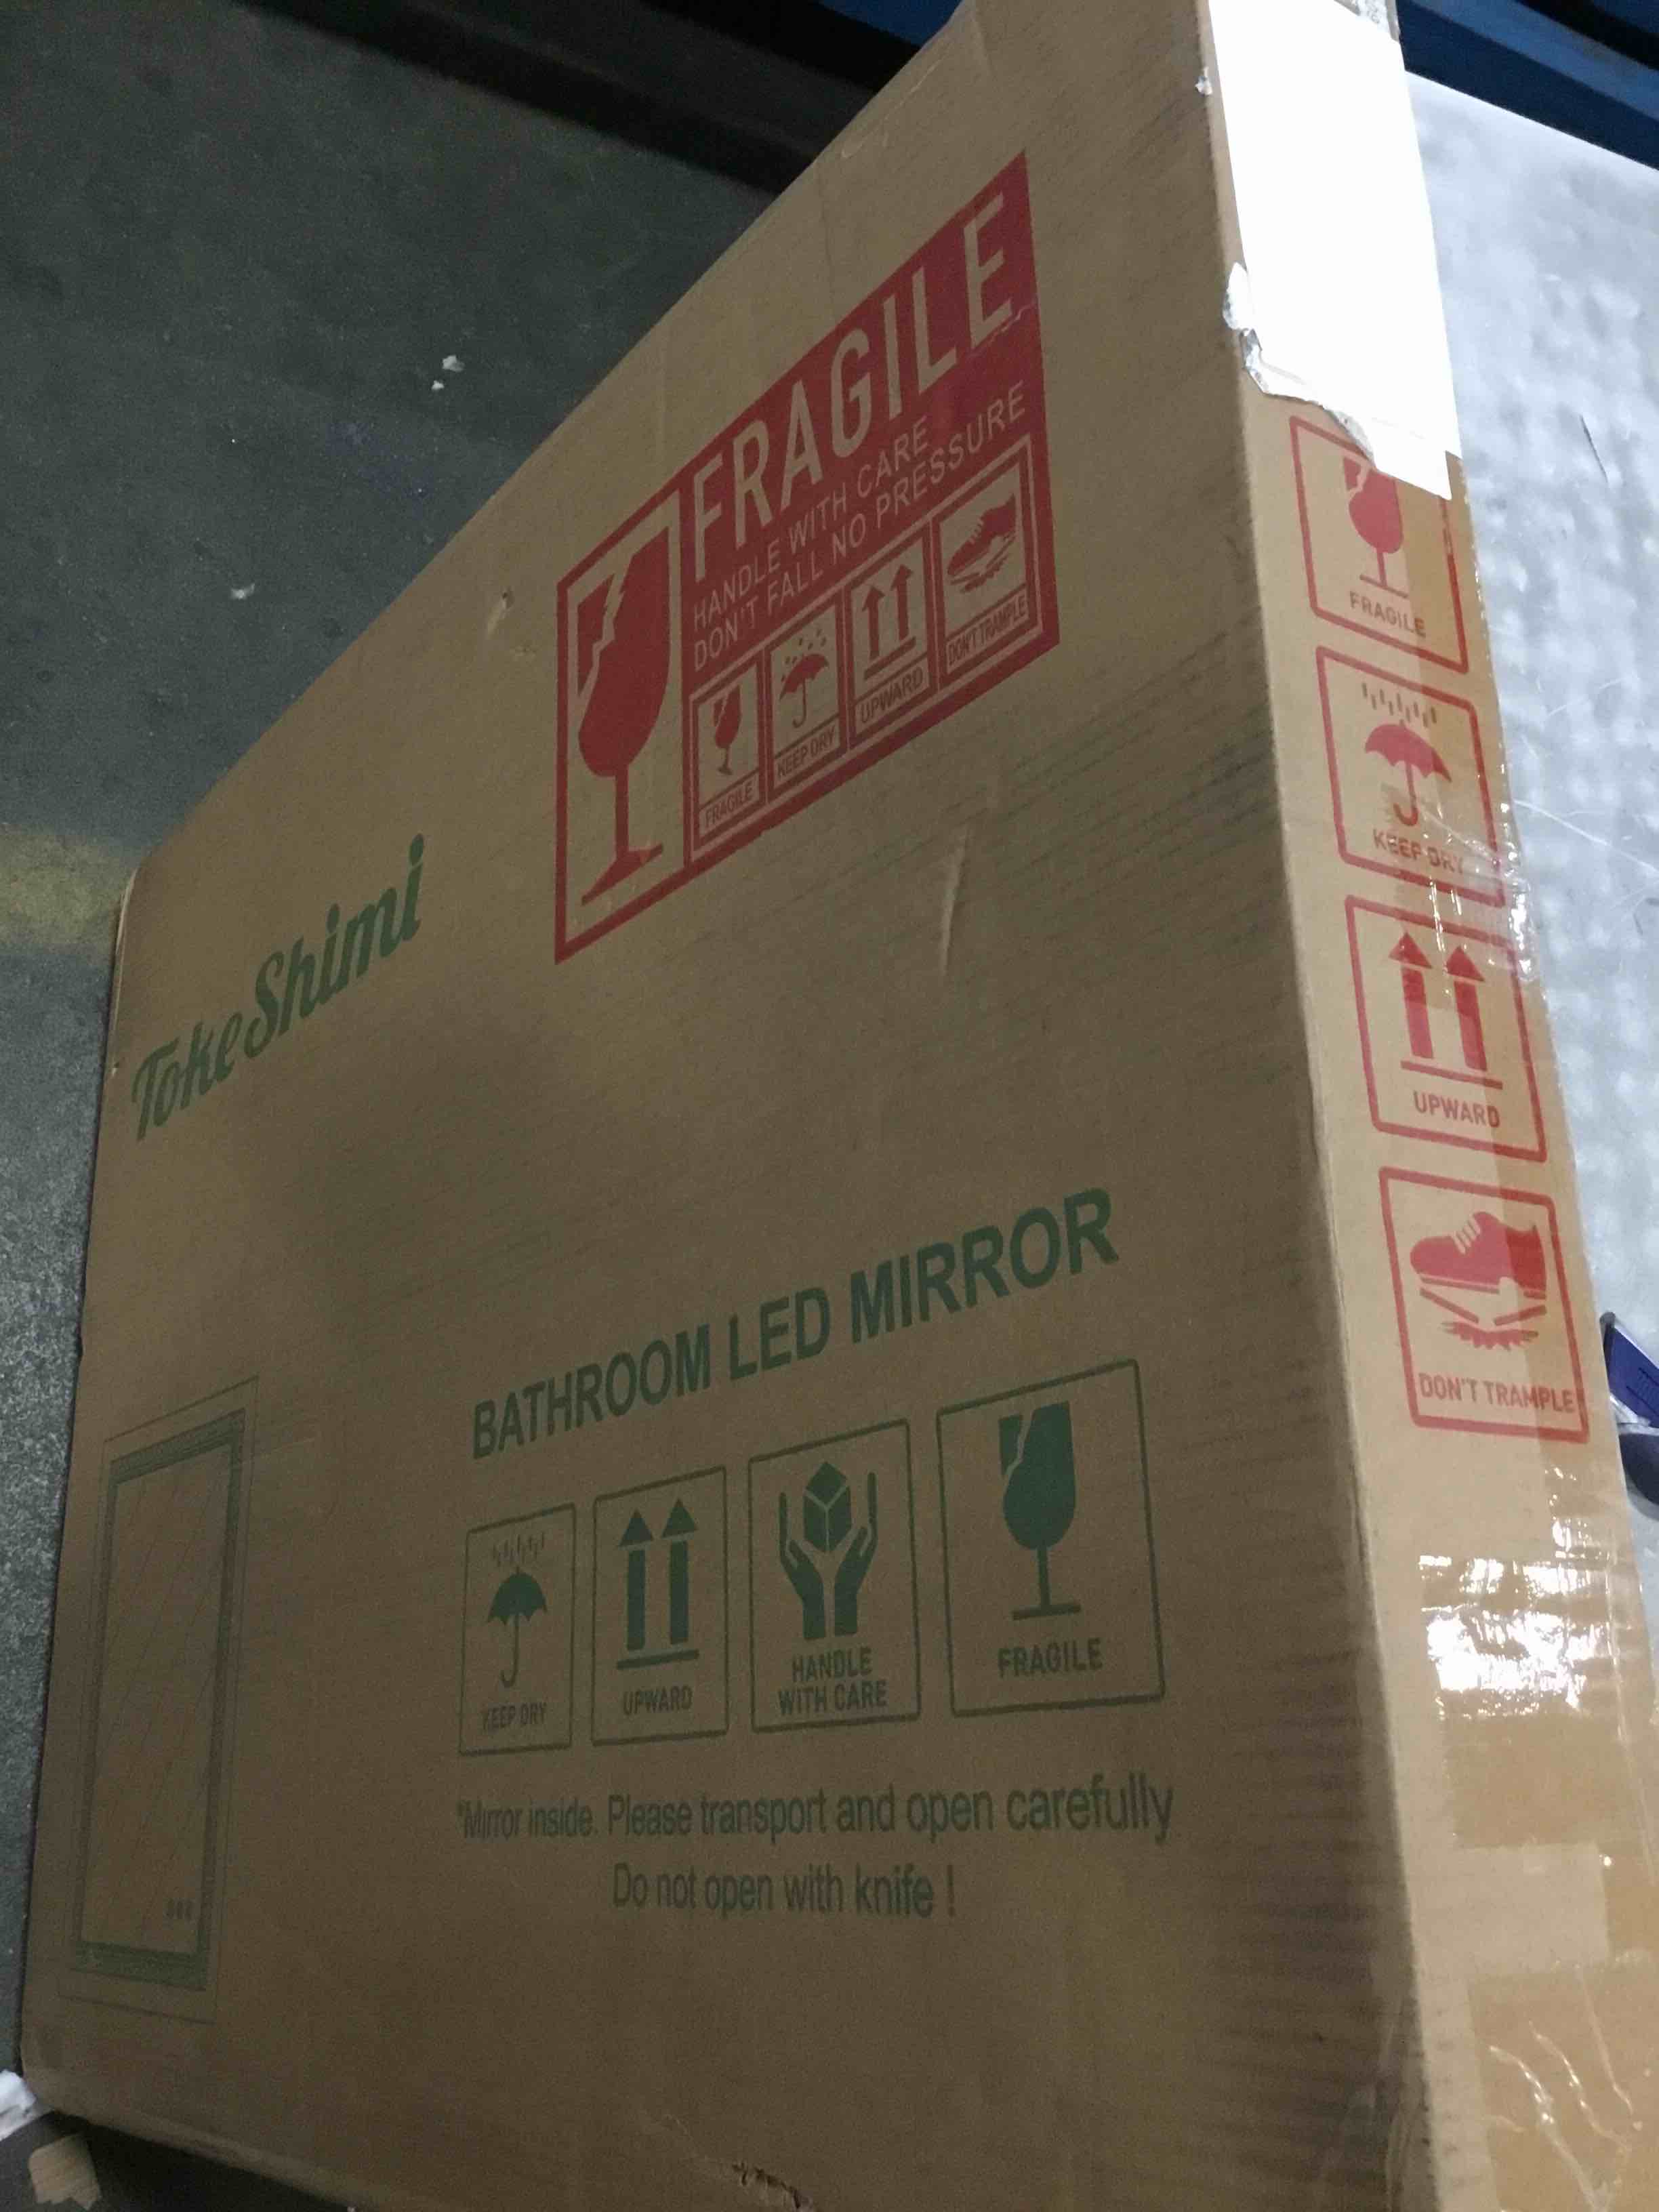 FRAGILE
HANDLE WITH CARE
DON'T FALL NO PRESSURE
FRAGILE
KEEP DRY
UPWARD
DON'T TRAMPLE
TokeShimi
BATHROOM LED MIRROR
KEEP DRY
UPWARD
HANDLE
WITH CARE
FRAGILE
*Mirror inside. Please transport and open carefully
Do not open with knife !
FRAGILE
KEEP DRY
UPWARD
DON'T TRAMPLE